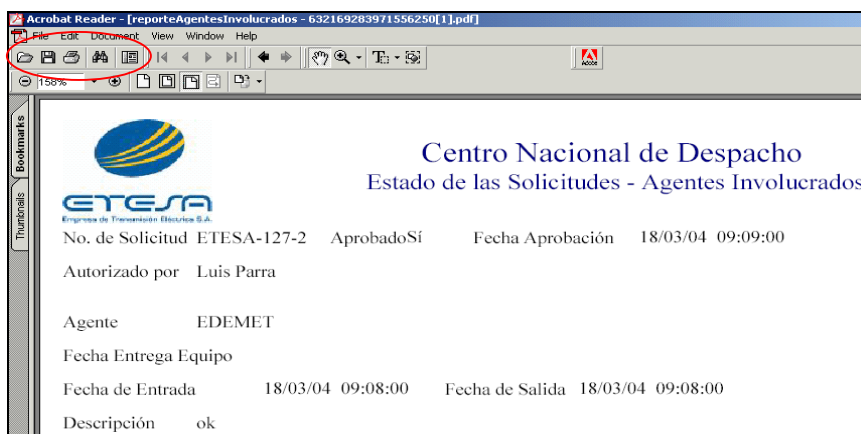 Acrobat Reader - [reporteAgentesInvolucrados - 632169283971556250[1].pdf]
File Edit Document View Window Help
Adobe
158%
Bookmarks
Thumbnails
Centro Nacional de Despacho
Estado de las Solicitudes - Agentes Involucrados
ETESA
Empresa de Transmisión Eléctrica S.A.
No. de Solicitud ETESA-127-2 AprobadoSí Fecha Aprobación 18/03/04 09:09:00
Autorizado por Luis Parra
Agente EDEMET
Fecha Entrega Equipo
Fecha de Entrada 18/03/04 09:08:00 Fecha de Salida 18/03/04 09:08:00
Descripción ok